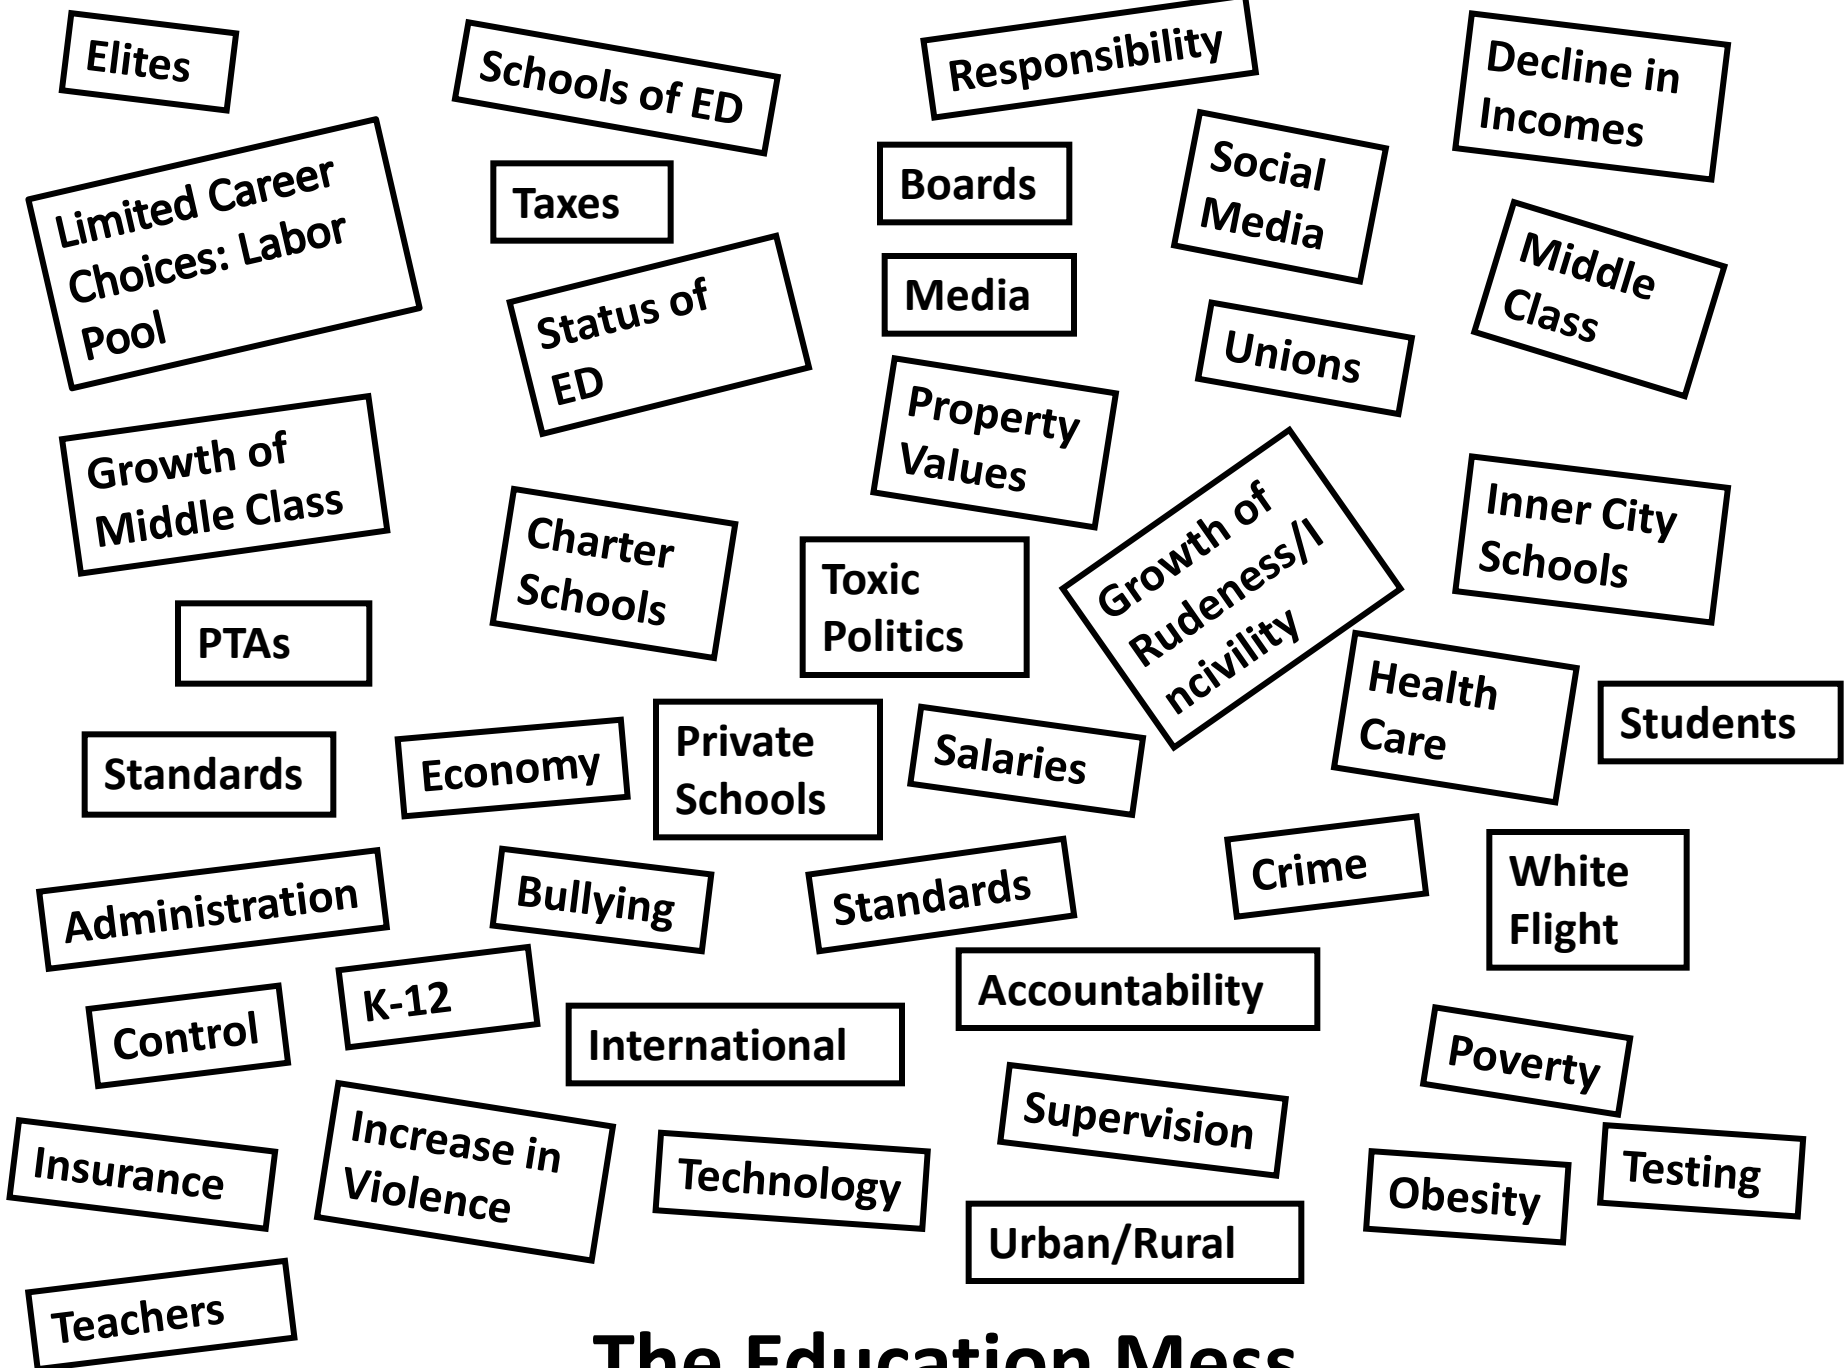 Elites
Schools of ED
Responsibility
Decline in
Incomes
Limited Career
Choices: Labor
Pool
Taxes
Boards
Social
Media
Middle
Class
Status of
ED
Media
Unions
Property
Values
Growth of
Middle Class
Charter
Schools
Toxic
Politics
Growth of
Rudeness/I
ncivility
Inner City
Schools
PTAs
Health
Care
Students
Standards
Economy
Private
Schools
Salaries
Administration
Bullying
Standards
Crime
White
Flight
Control
K-12
International
Accountability
Poverty
Insurance
Increase in
Violence
Technology
Supervision
Obesity
Testing
Urban/Rural
Teachers
The Education Mess